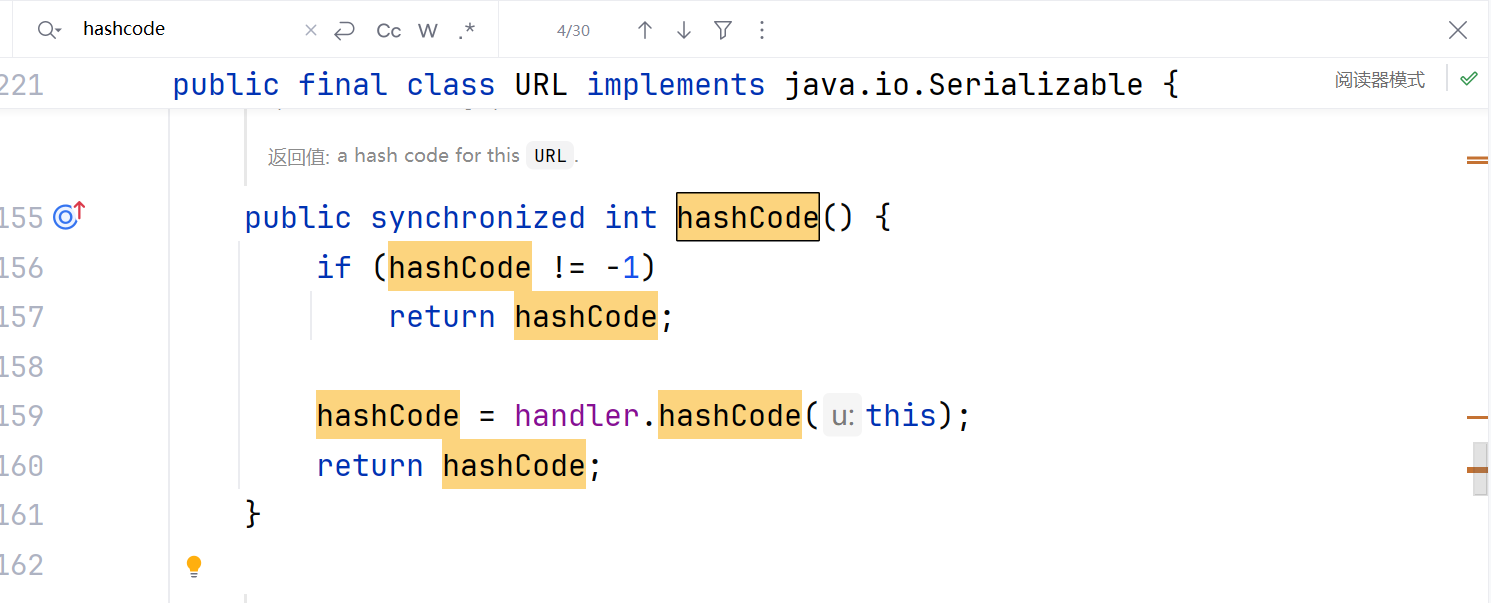 hashcode × Cc W .* 4/30
221 public final class URL implements java.io.Serializable { 阅读器模式
返回值: a hash code for this URL.
155 public synchronized int hashCode() {
156 if (hashCode != -1)
157 return hashCode;
158
159 hashCode = handler.hashCode( u: this);
160 return hashCode;
161 }
162